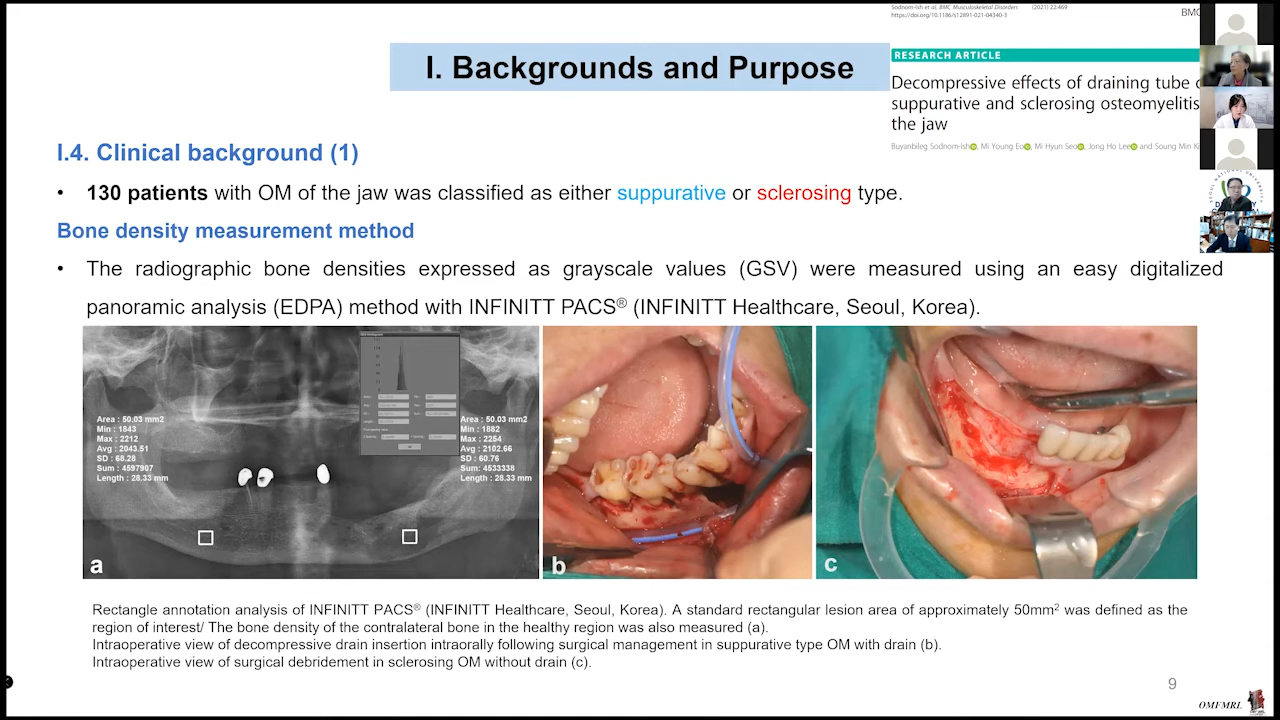 Sodnom-Ish et al. BMC Musculoskeletal Disorders (2021) 22:469
https://doi.org/10.1186/s12891-021-04340-3
BMC
I. Backgrounds and Purpose
RESEARCH ARTICLE
Decompressive effects of draining tube
suppurative and sclerosing osteomyelitis
the jaw
Buyanbileg Sodnom-Ish, Mi Young Eo, Mi Hyun Seo, Jong Ho Lee and Soung Min
I.4. Clinical background (1)
• 130 patients with OM of the jaw was classified as either suppurative or sclerosing type.
Bone density measurement method
• The radiographic bone densities expressed as grayscale values (GSV) were measured using an easy digitalized
panoramic analysis (EDPA) method with INFINITT PACS® (INFINITT Healthcare, Seoul, Korea).
Area : 50.03 mm2
Min : 1843
Max : 2212
Avg : 2043.51
SD : 68.28
Sum : 4597907
Length : 28.33 mm
Area : 50.03 mm2
Min : 1882
Max : 2254
Avg : 2102.66
SD : 60.76
Sum: 4533338
Length : 28.33 mm
a
b
c
Rectangle annotation analysis of INFINITT PACS® (INFINITT Healthcare, Seoul, Korea). A standard rectangular lesion area of approximately 50mm² was defined as the
region of interest/ The bone density of the contralateral bone in the healthy region was also measured (a).
Intraoperative view of decompressive drain insertion intraorally following surgical management in suppurative type OM with drain (b).
Intraoperative view of surgical debridement in sclerosing OM without drain (c).
9
OMFMRL